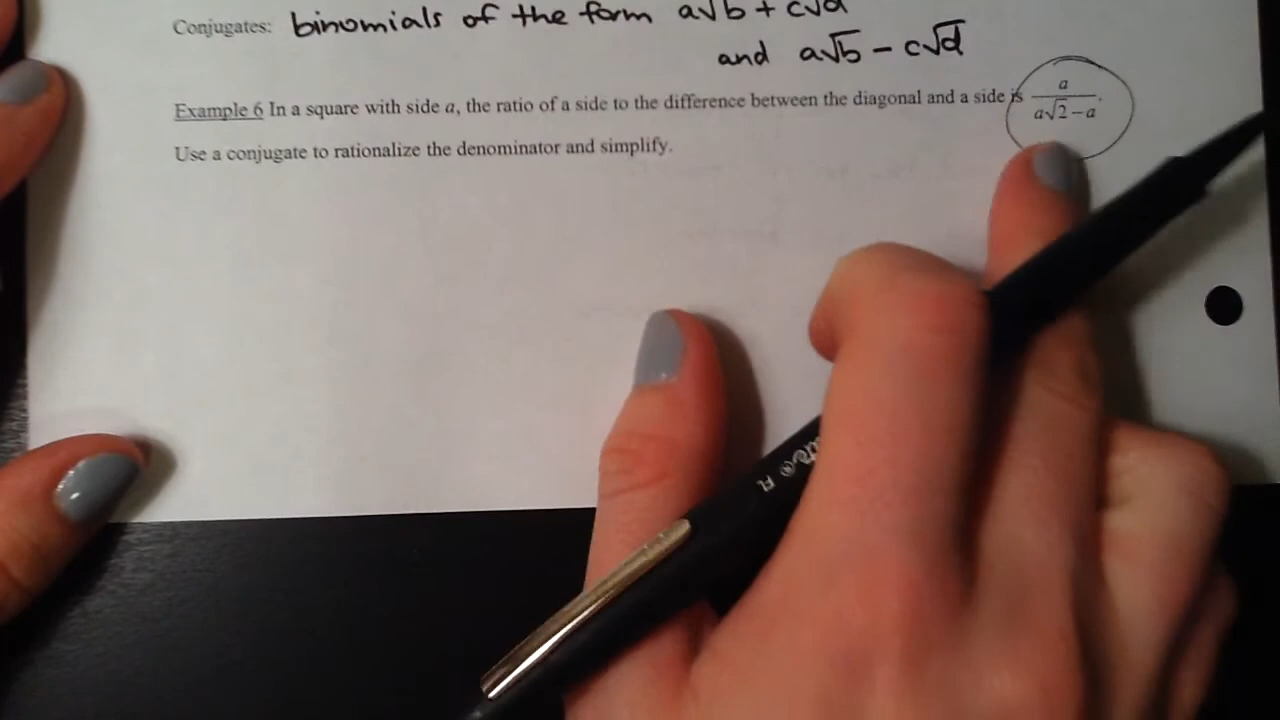 Conjugates: binomials of the form a√b + c√d
and a√b − c√d
Example 6 In a square with side a, the ratio of a side to the difference between the diagonal and a side is a/(a√2 − a).
Use a conjugate to rationalize the denominator and simplify.